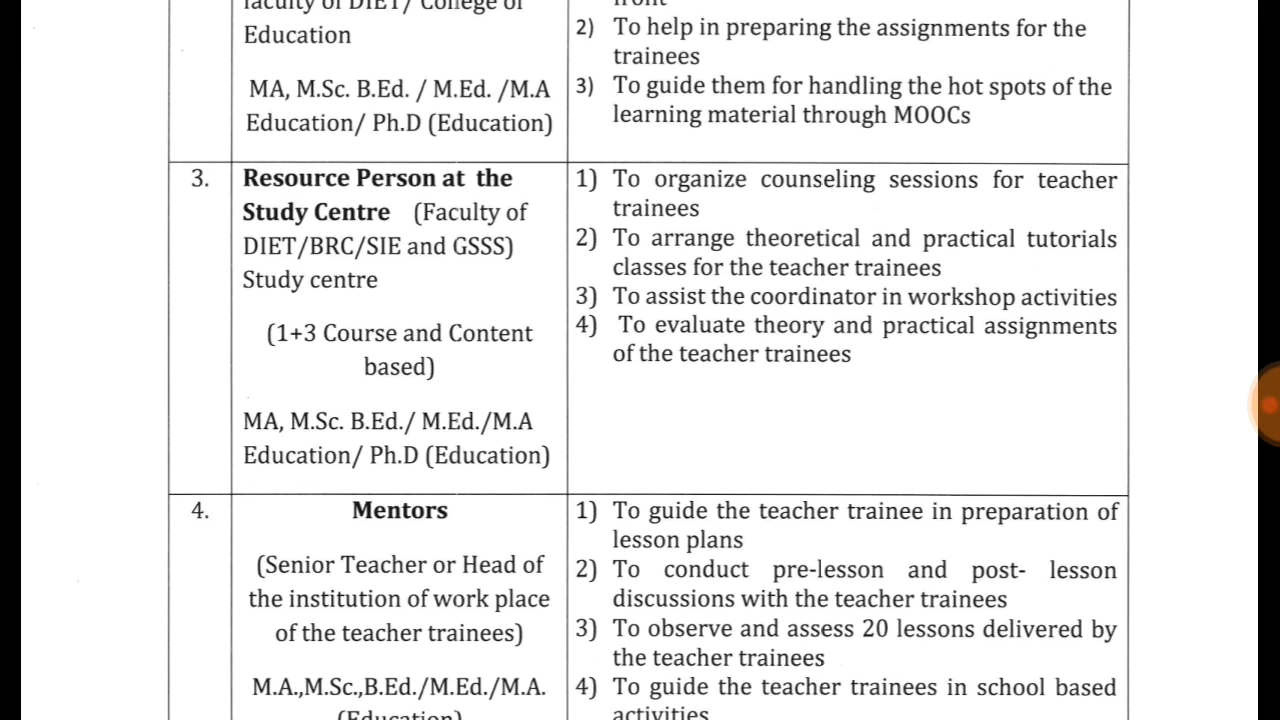 faculty of DIET/ College of
Education
MA, M.Sc. B.Ed. / M.Ed. /M.A
Education/ Ph.D (Education)
front
2) To help in preparing the assignments for the
trainees
3) To guide them for handling the hot spots of the
learning material through MOOCs
3.
Resource Person at the
Study Centre (Faculty of
DIET/BRC/SIE and GSSS)
Study centre
(1+3 Course and Content
based)
MA, M.Sc. B.Ed./ M.Ed./M.A
Education/ Ph.D (Education)
1) To organize counseling sessions for teacher
trainees
2) To arrange theoretical and practical tutorials
classes for the teacher trainees
3) To assist the coordinator in workshop activities
4) To evaluate theory and practical assignments
of the teacher trainees
4.
Mentors
(Senior Teacher or Head of
the institution of work place
of the teacher trainees)
M.A.,M.Sc.,B.Ed./M.Ed./M.A.
(Education)
1) To guide the teacher trainee in preparation of
lesson plans
2) To conduct pre-lesson and post- lesson
discussions with the teacher trainees
3) To observe and assess 20 lessons delivered by
the teacher trainees
4) To guide the teacher trainees in school based
activities